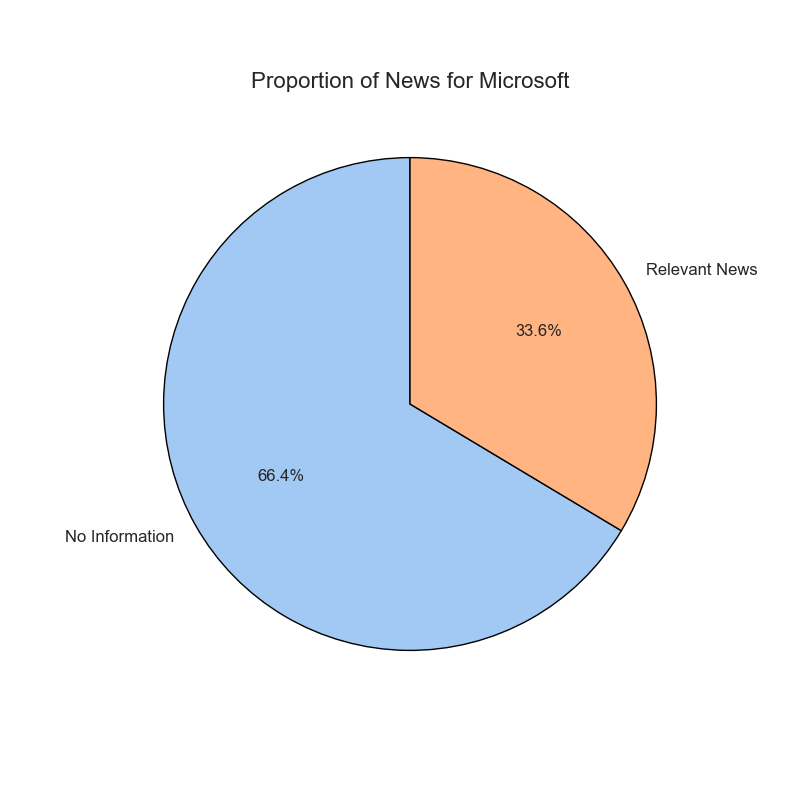 Proportion of News for Microsoft
Relevant News
33.6%
66.4%
No Information